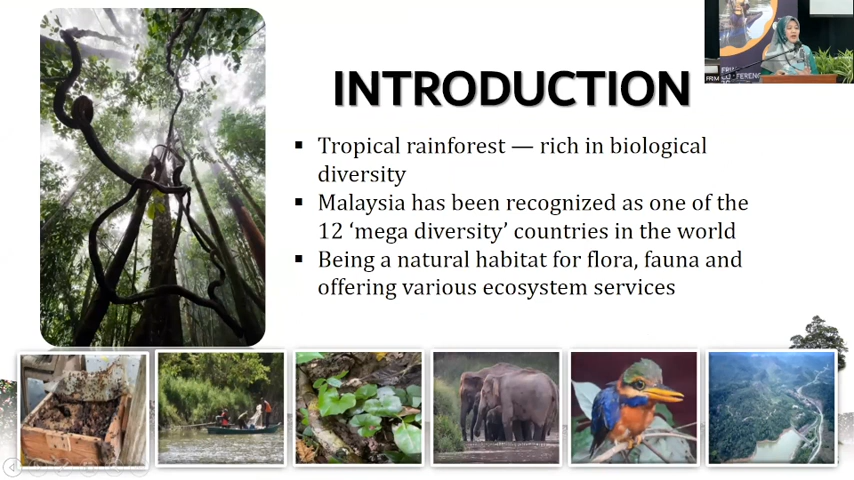 INTRODUCTION
▪ Tropical rainforest — rich in biological
diversity
▪ Malaysia has been recognized as one of the
12 ‘mega diversity’ countries in the world
▪ Being a natural habitat for flora, fauna and
offering various ecosystem services
FRIM